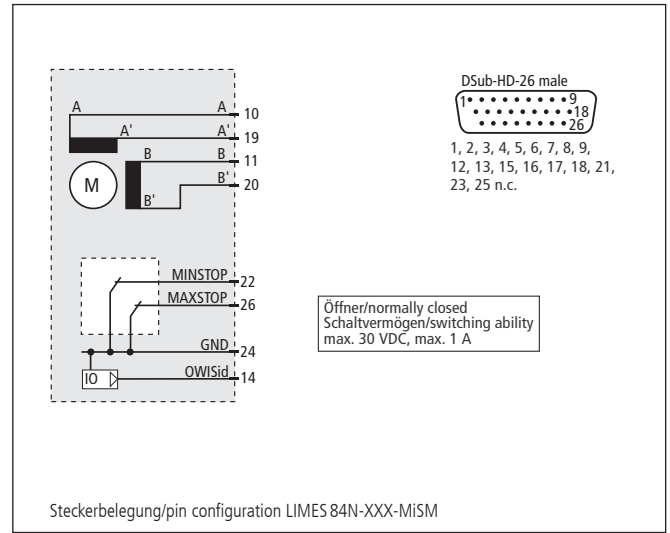 DSub-HD-26 male
1 9
18
26
1, 2, 3, 4, 5, 6, 7, 8, 9,
12, 13, 15, 16, 17, 18, 21,
23, 25 n.c.
A A 10
A' A' 19
B B 11
M
B' B' 20
MINSTOP 22
MAXSTOP 26
GND 24
IO OWISid 14
Öffner/normally closed
Schaltvermögen/switching ability
max. 30 VDC, max. 1 A
Steckerbelegung/pin configuration LIMES 84N-XXX-MiSM